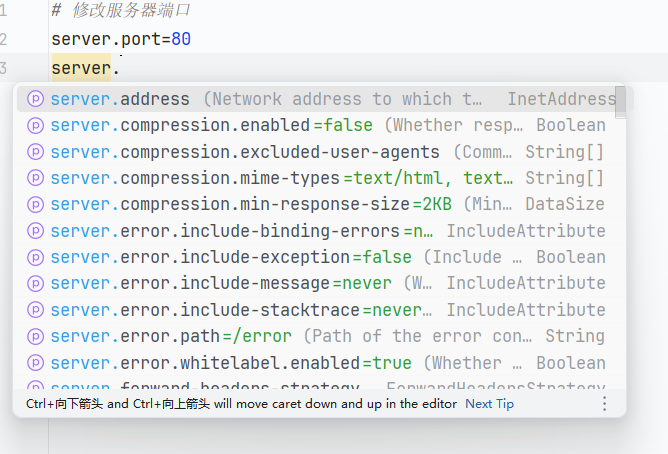 1 # 修改服务器端口
2 server.port=80
3 server.
server.address (Network address to which t… InetAddress
server.compression.enabled=false (Whether resp… Boolean
server.compression.excluded-user-agents (Comm… String[]
server.compression.mime-types=text/html, text… String[]
server.compression.min-response-size=2KB (Min… DataSize
server.error.include-binding-errors=n… IncludeAttribute
server.error.include-exception=false (Include … Boolean
server.error.include-message=never (W… IncludeAttribute
server.error.include-stacktrace=never… IncludeAttribute
server.error.path=/error (Path of the error con… String
server.error.whitelabel.enabled=true (Whether … Boolean
server.forward-headers-strategy… ForwardHeadersStrategy
Ctrl+向下箭头 and Ctrl+向上箭头 will move caret down and up in the editor Next Tip